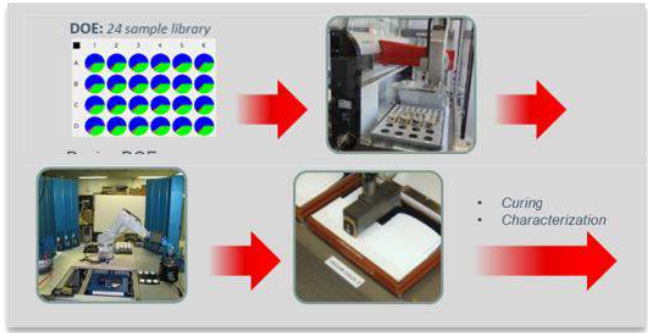 DOE: 24 sample library
1 2 3 4 5 6
A
B
C
D
• Curing
• Characterization